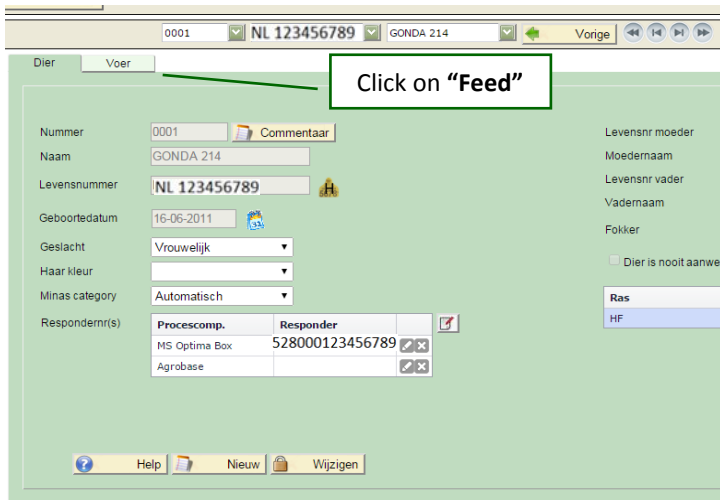 0001 NL 123456789 GONDA 214 Vorige
Dier Voer
Click on “Feed”
Nummer 0001 Commentaar
Naam GONDA 214
Levensnummer NL 123456789
Geboortedatum 16-06-2011
Geslacht Vrouwelijk
Haar kleur
Minas category Automatisch
Respondernr(s) Procescomp. Responder
MS Optima Box 528000123456789
Agrobase
Levensnr moeder
Moedernaam
Levensnr vader
Vadernaam
Fokker
Dier is nooit aanwe
Ras
HF
Help Nieuw Wijzigen